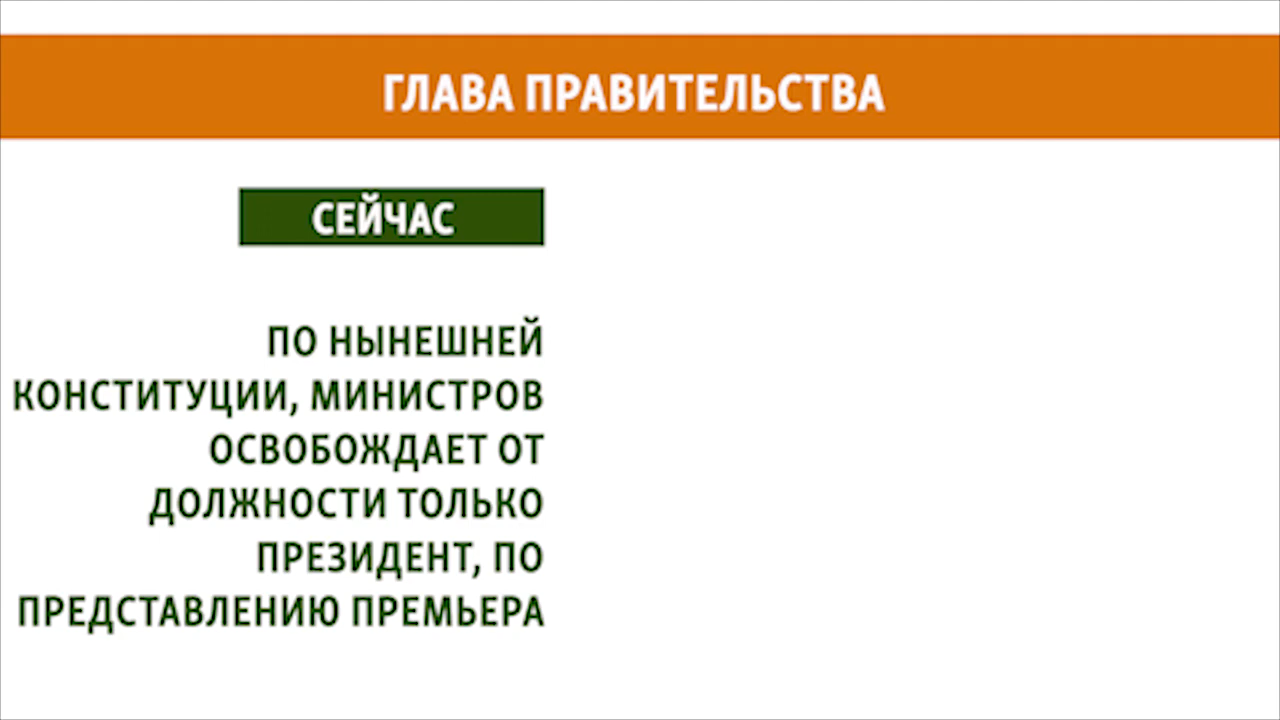 ГЛАВА ПРАВИТЕЛЬСТВА
СЕЙЧАС
ПО НЫНЕШНЕЙ
КОНСТИТУЦИИ, МИНИСТРОВ
ОСВОБОЖДАЕТ ОТ
ДОЛЖНОСТИ ТОЛЬКО
ПРЕЗИДЕНТ, ПО
ПРЕДСТАВЛЕНИЮ ПРЕМЬЕРА